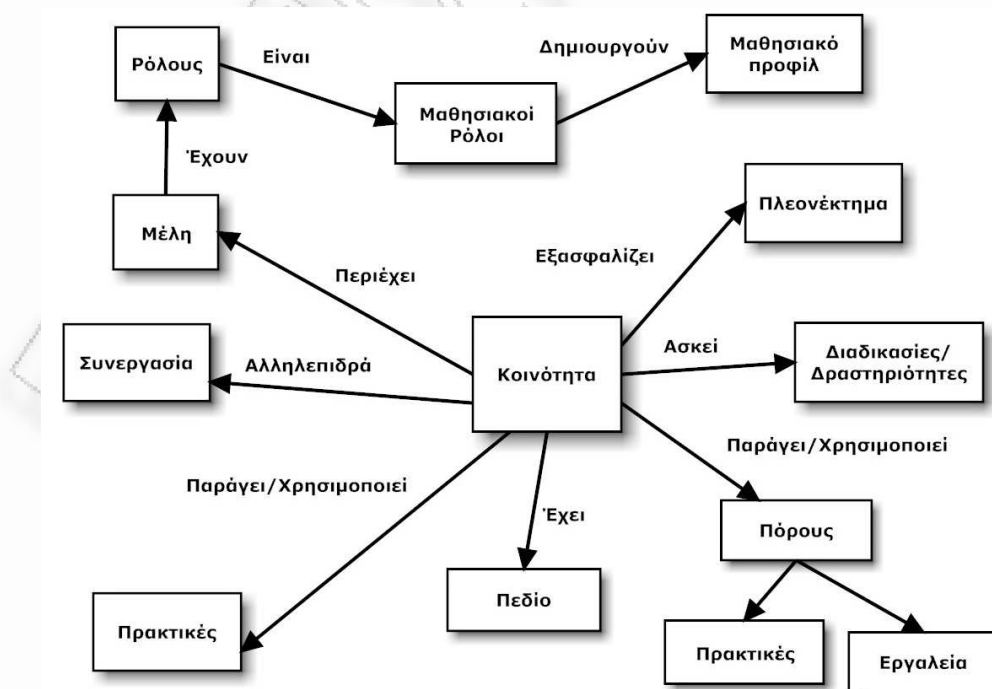 Ρόλους
Είναι
Δημιουργούν
Μαθησιακό
προφίλ
Μαθησιακοί
Ρόλοι
Έχουν
Μέλη
Πλεονέκτημα
Εξασφαλίζει
Περιέχει
Συνεργασία
Αλληλεπιδρά
Κοινότητα
Ασκεί
Διαδικασίες/
Δραστηριότητες
Παράγει/Χρησιμοποιεί
Παράγει/Χρησιμοποιεί
Έχει
Πόρους
Πρακτικές
Πεδίο
Πρακτικές
Εργαλεία